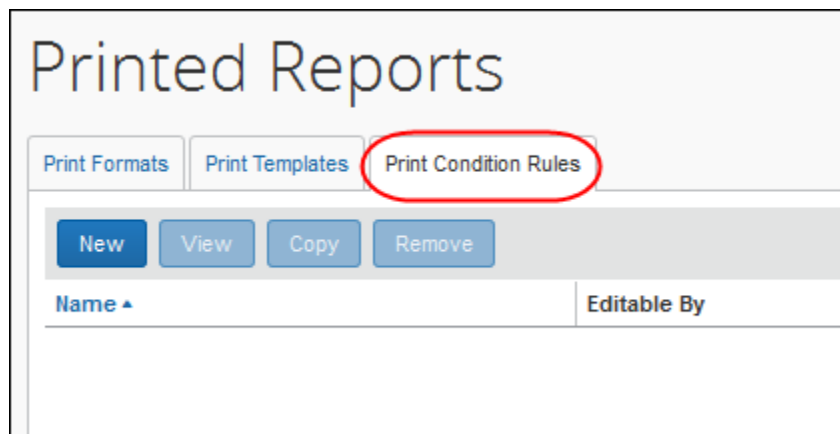 Printed Reports
Print Formats Print Templates Print Condition Rules
New View Copy Remove
Name Editable By